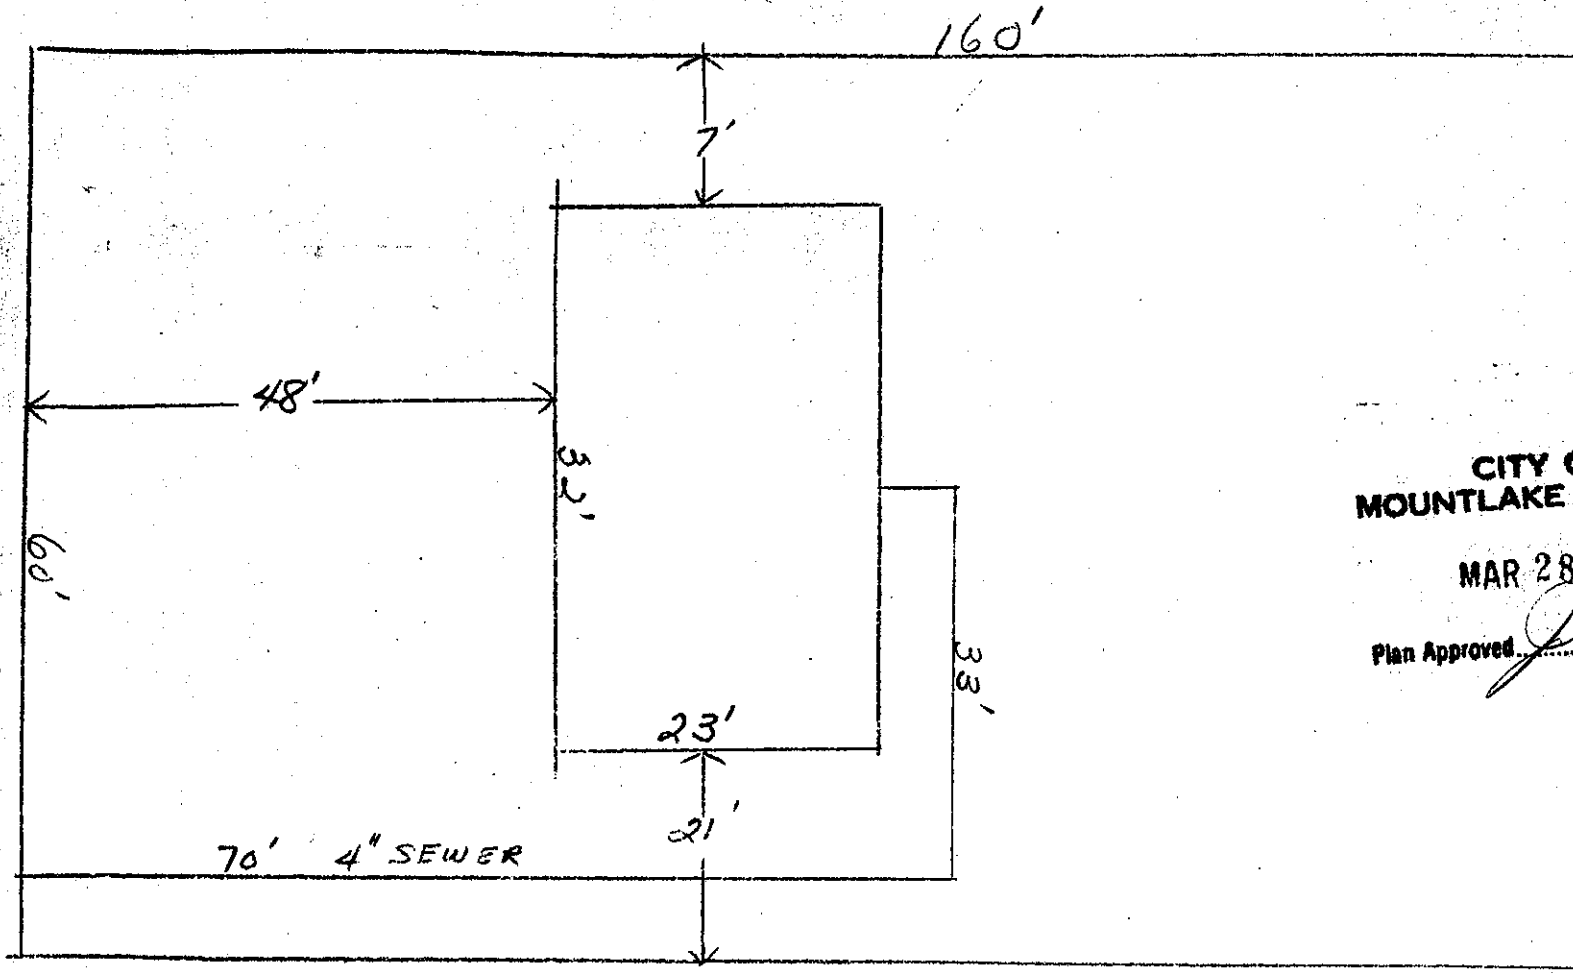 160'
7'
48'
32'
60'
CITY
MOUNTLAKE
MAR 28
Plan Approved
33'
23'
21'
70' 4" SEWER